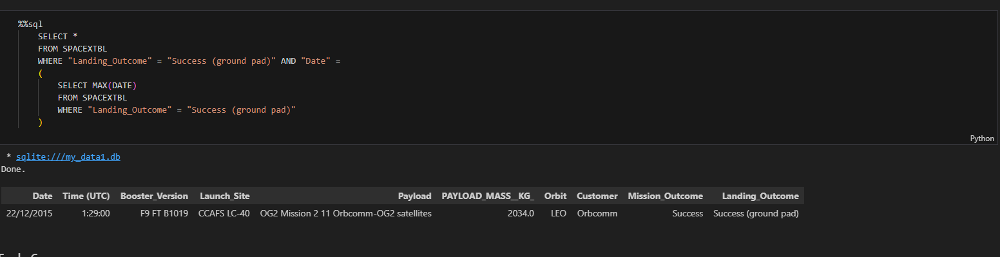 %%sql
SELECT *
FROM SPACEXTBL
WHERE "Landing_Outcome" = "Success (ground pad)" AND "Date" =
(
SELECT MAX(DATE)
FROM SPACEXTBL
WHERE "Landing_Outcome" = "Success (ground pad)"
)
Python
* sqlite:///my_data1.db
Done.
Date Time (UTC) Booster_Version Launch_Site Payload PAYLOAD_MASS__KG_ Orbit Customer Mission_Outcome Landing_Outcome
22/12/2015 1:29:00 F9 FT B1019 CCAFS LC-40 OG2 Mission 2 11 Orbcomm-OG2 satellites 2034.0 LEO Orbcomm Success Success (ground pad)